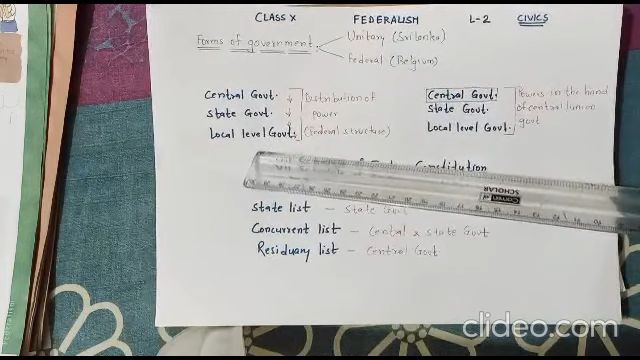 CLASS X FEDERALISM L-2 CIVICS
Forms of government Unitary (Sri lanka)
Federal (Belgium)
Central Govt. Distribution of
State Govt. power
Local level Govt. (Federal structure)
Central Govt. Powers in the hand
State Govt. of central/union
Local level Govt. govt
Constitution
State list – State Govt
Concurrent list – Central & State Govt
Residuary list – Central Govt
SCHOLAR
clideo.com